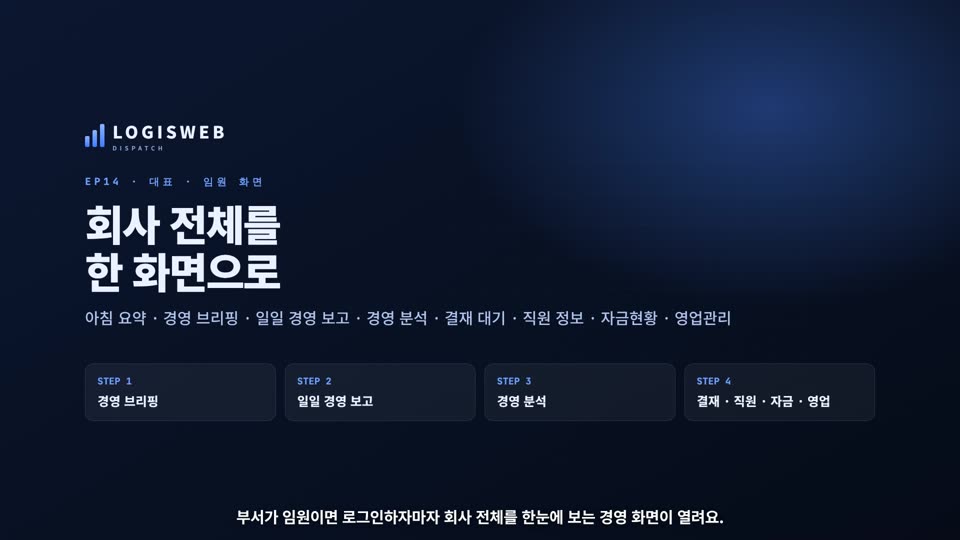 LOGISWEB
DISPATCH
EP14 · 대표 · 임원 화면
회사 전체를
한 화면으로
아침 요약 · 경영 브리핑 · 일일 경영 보고 · 경영 분석 · 결재 대기 · 직원 정보 · 자금현황 · 영업관리
STEP 1
경영 브리핑
STEP 2
일일 경영 보고
STEP 3
경영 분석
STEP 4
결재 · 직원 · 자금 · 영업
부서가 임원이면 로그인하자마자 회사 전체를 한눈에 보는 경영 화면이 열려요.